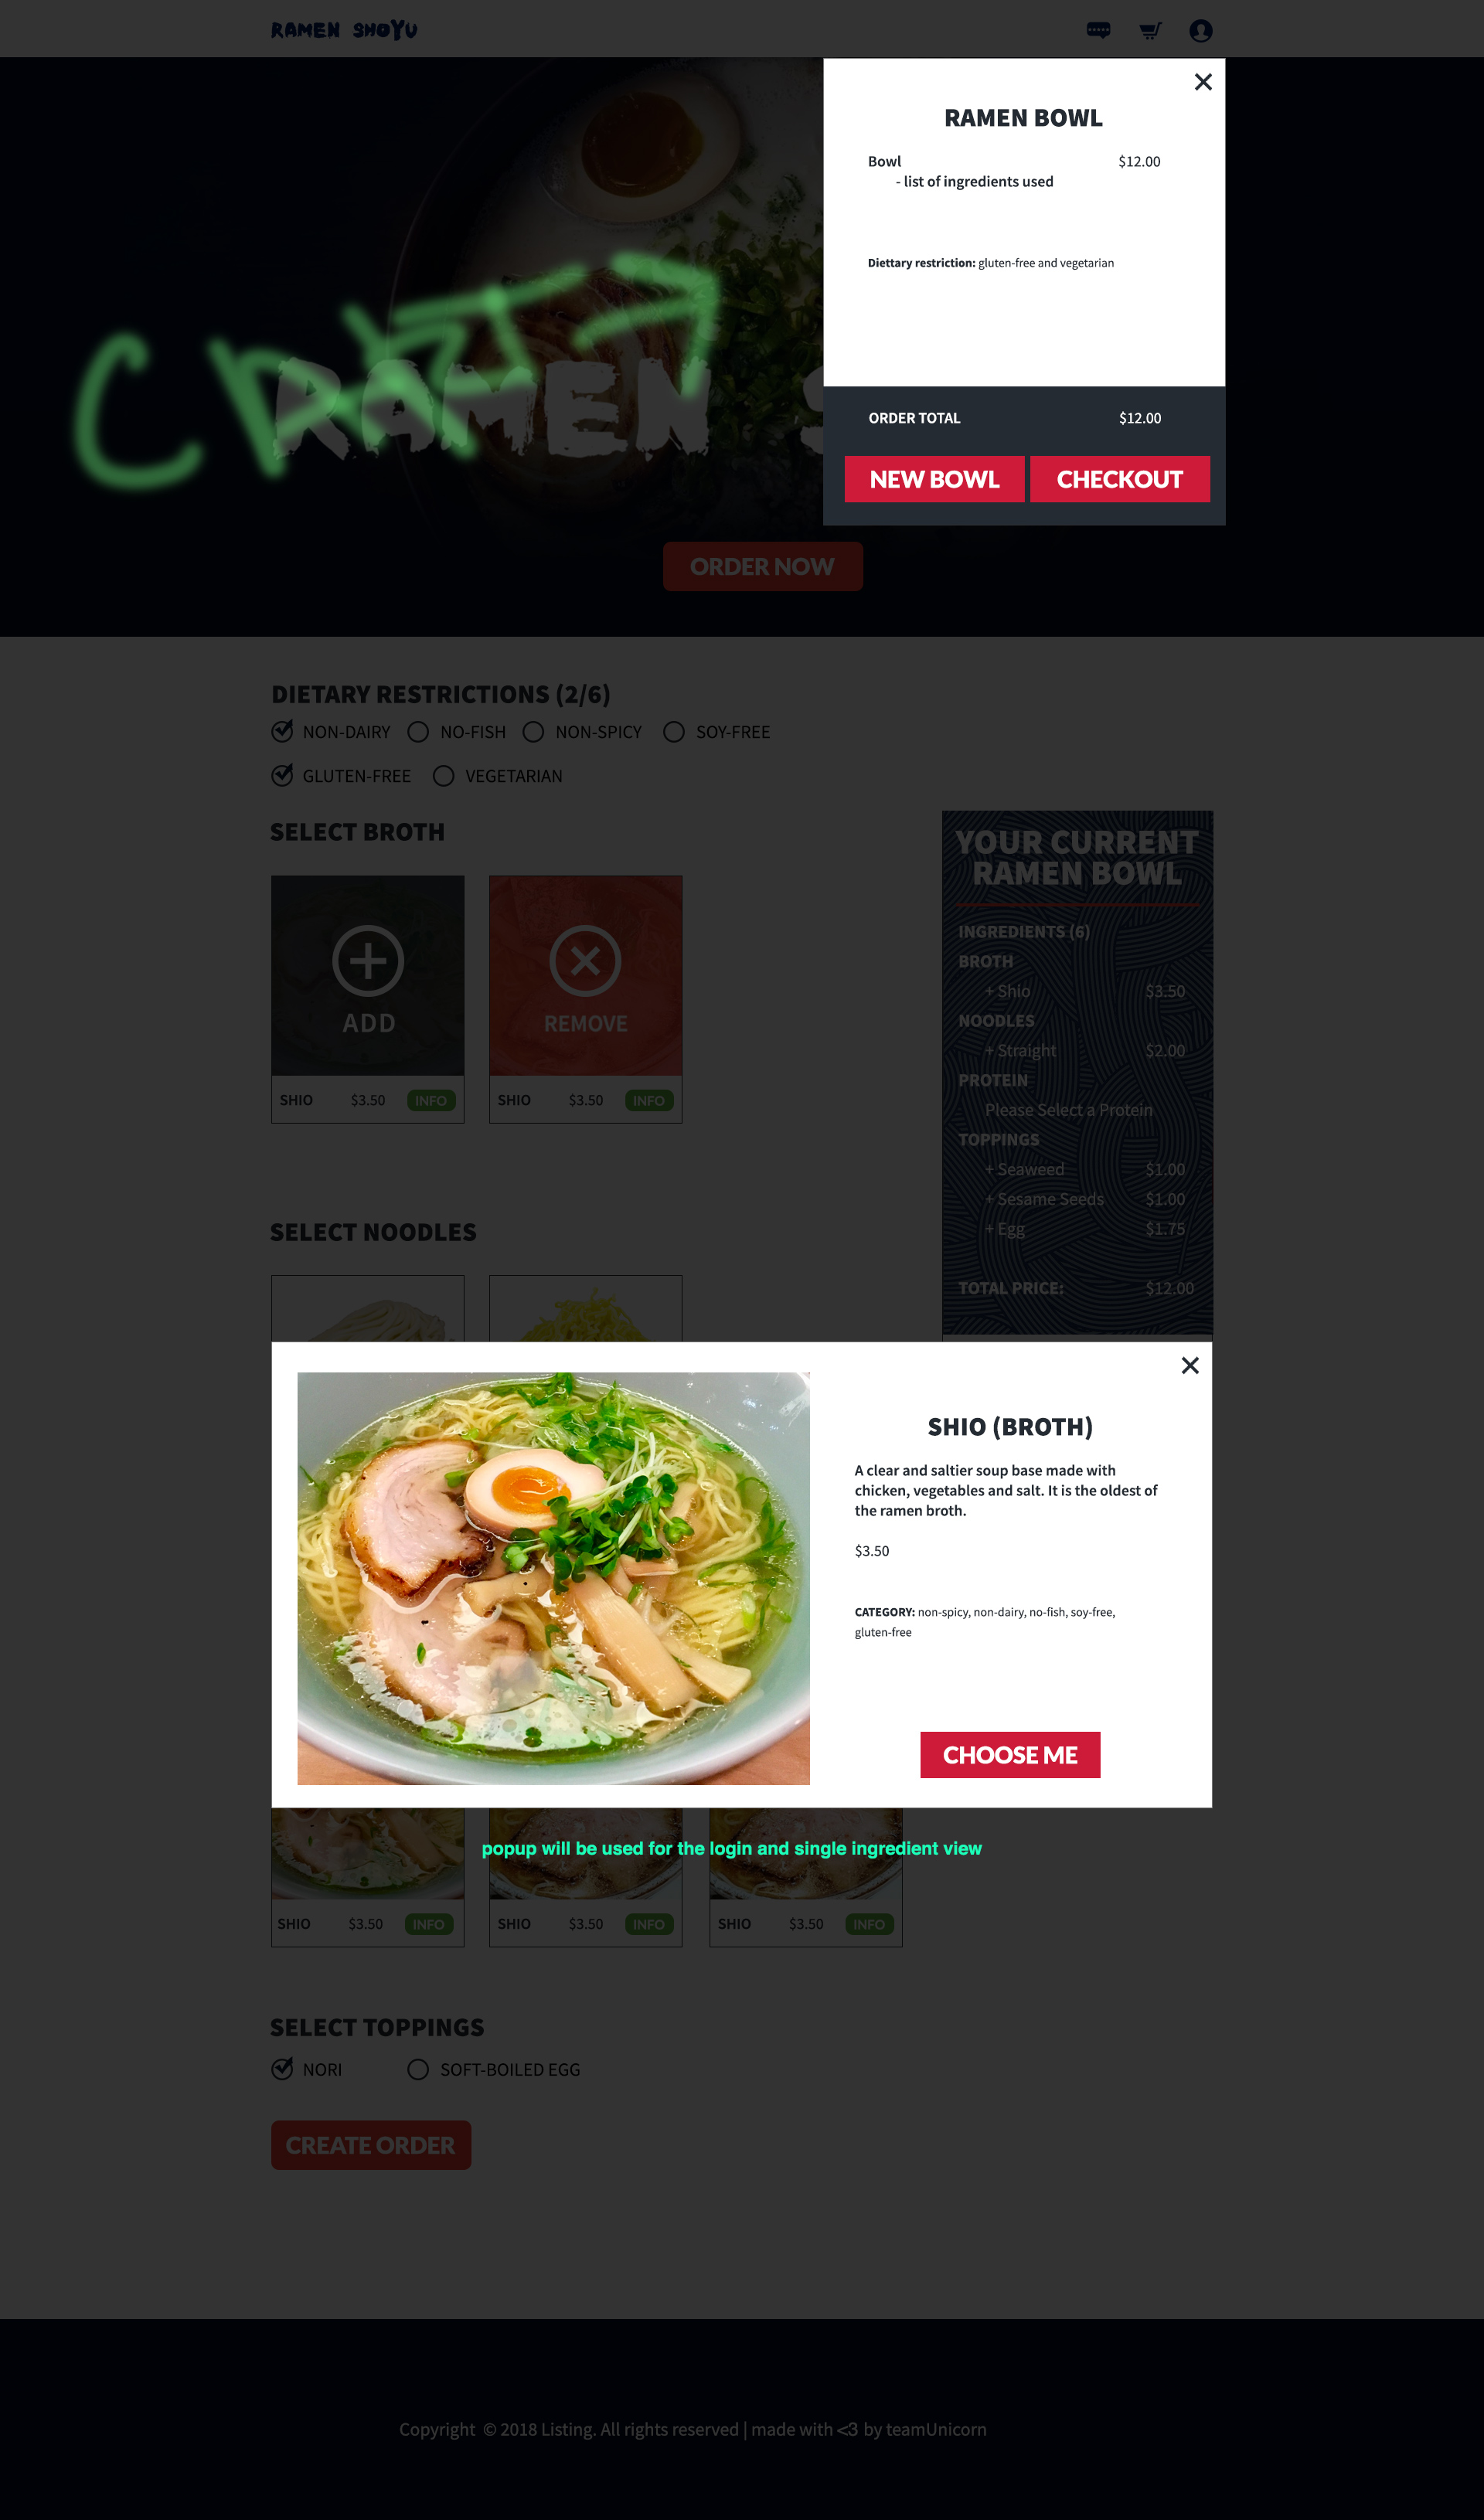 RAMEN SHOYU
RAMEN BOWL
Bowl $12.00
- list of ingredients used
Diettary restriction: gluten-free and vegetarian
CART
RAMEN S
ORDER TOTAL $12.00
NEW BOWL CHECKOUT
ORDER NOW
DIETARY RESTRICTIONS (2/6)
NON-DAIRY NO-FISH NON-SPICY SOY-FREE
GLUTEN-FREE VEGETARIAN
SELECT BROTH
ADD REMOVE
SHIO $3.50 INFO SHIO $3.50 INFO
YOUR CURRENT
RAMEN BOWL
INGREDIENTS (6)
BROTH
+ Shio $3.50
NOODLES
+ Straight $2.00
PROTEIN
Please Select a Protein
TOPPINGS
+ Seaweed $1.00
+ Sesame Seeds $1.00
+ Egg $1.75
TOTAL PRICE: $12.00
SELECT NOODLES
SHIO (BROTH)
A clear and saltier soup base made with
chicken, vegetables and salt. It is the oldest of
the ramen broth.
$3.50
CATEGORY: non-spicy, non-dairy, no-fish, soy-free,
gluten-free
CHOOSE ME
popup will be used for the login and single ingredient view
SHIO $3.50 INFO SHIO $3.50 INFO SHIO $3.50 INFO
SELECT TOPPINGS
NORI SOFT-BOILED EGG
CREATE ORDER
Copyright © 2018 Listing. All rights reserved | made with <3 by teamUnicorn